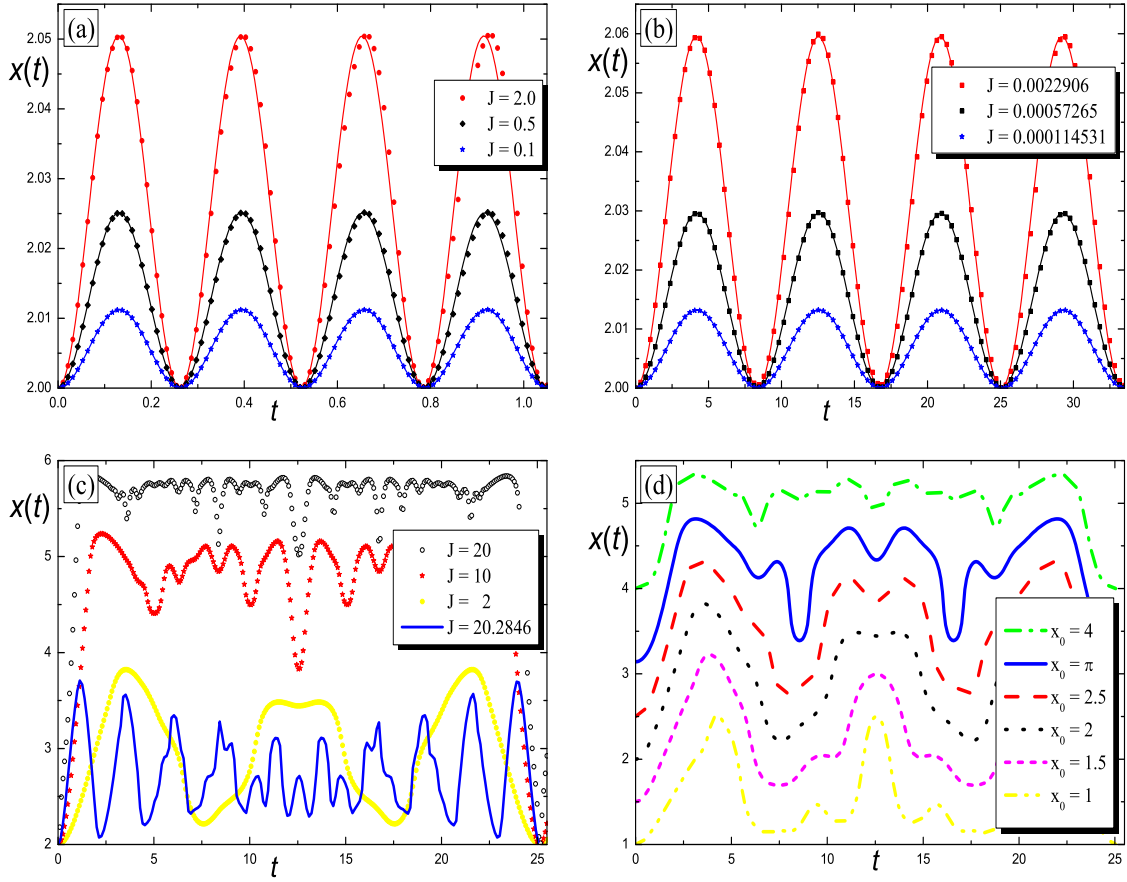 (a)
x(t)
2.05
2.04
2.03
2.02
2.01
2.00
J = 2.0
J = 0.5
J = 0.1
0.0 0.2 0.4 0.6 0.8 1.0
t
(b)
x(t)
2.06
2.05
2.04
2.03
2.02
2.01
2.00
J = 0.0022906
J = 0.00057265
J = 0.000114531
0 5 10 15 20 25 30
t
(c)
x(t)
6
5
4
3
2
J = 20
J = 10
J = 2
J = 20.2846
0 5 10 15 20 25
t
(d)
x(t)
5
4
3
2
1
x0 = 4
x0 = π
x0 = 2.5
x0 = 2
x0 = 1.5
x0 = 1
0 5 10 15 20 25
t